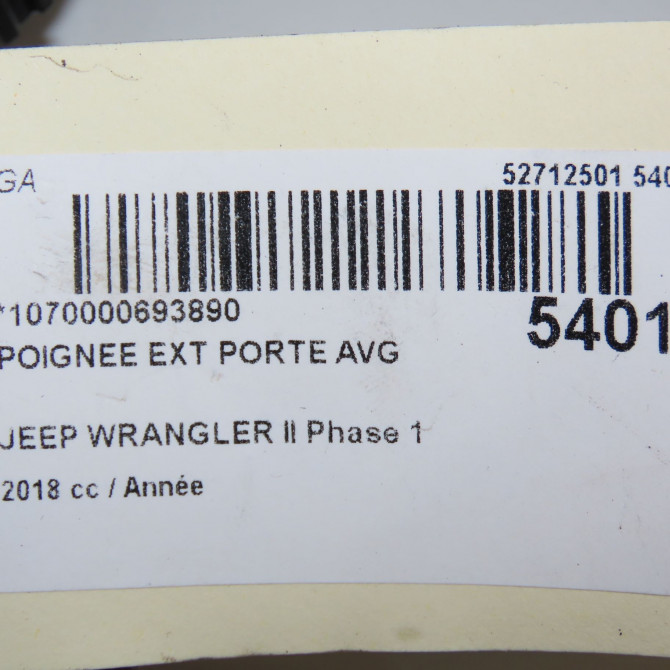 GA 52712501 540
*1070000693890
5401
POIGNEE EXT PORTE AVG
JEEP WRANGLER II Phase 1
2018 cc / Année